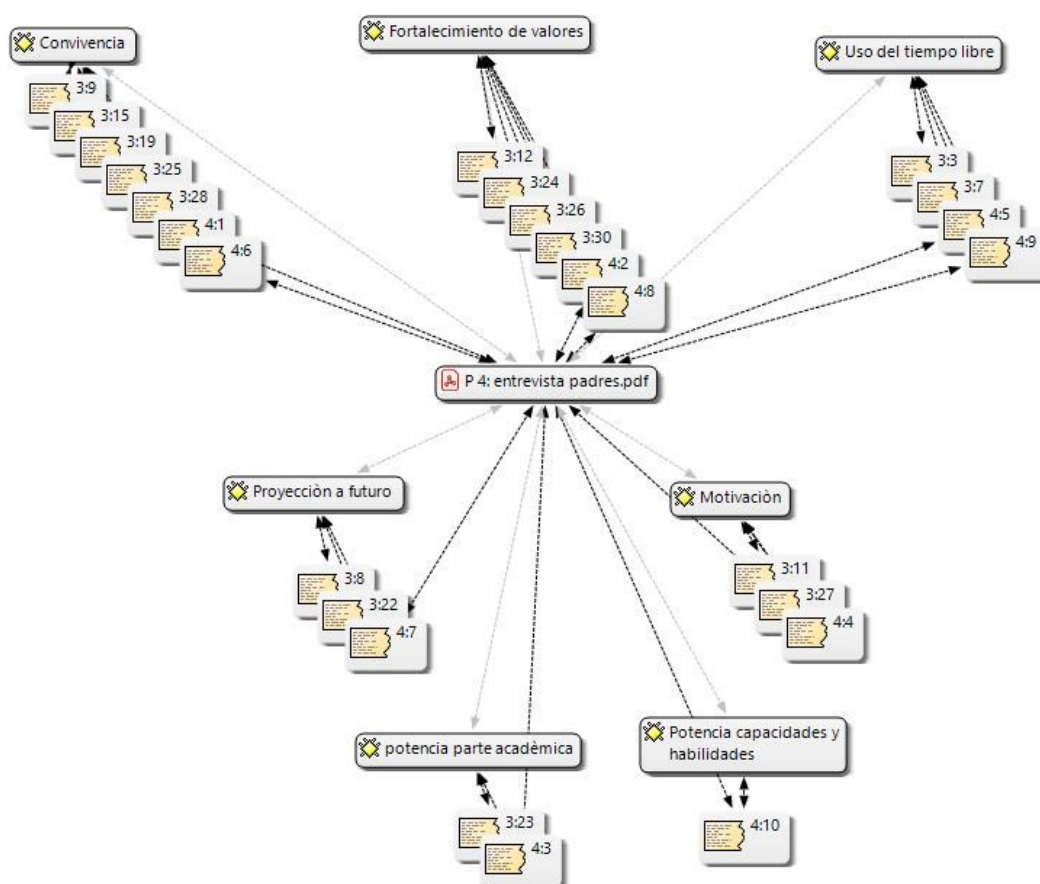 Convivencia
3:9
3:15
3:19
3:25
3:28
4:1
4:6
Fortalecimiento de valores
3:12
3:24
3:26
3:30
4:2
4:8
Uso del tiempo libre
3:3
3:7
4:5
4:9
P 4: entrevista padres.pdf
Proyecciòn a futuro
3:8
3:22
4:7
Motivaciòn
3:11
3:27
4:4
potencia parte acadèmica
3:23
4:3
Potencia capacidades y
habilidades
4:10